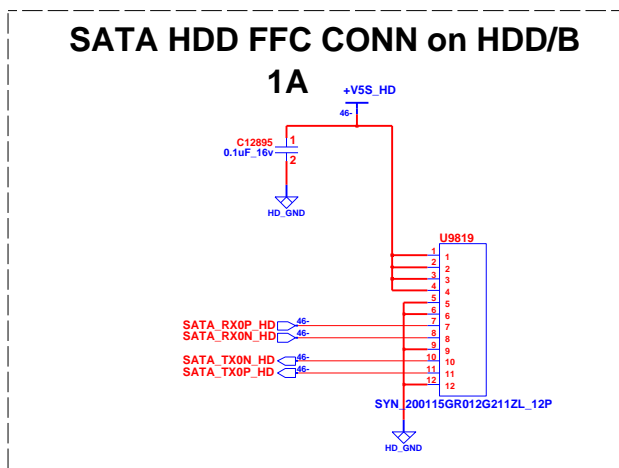 SATA HDD FFC CONN on HDD/B
1A
+V5S_HD
46-
C12895
1
0.1uF_16v
2
HD_GND
U9819
1 1
2 2
3 3
4 4
5 5
6 6
SATA_RX0P_HD 46- 7 7
SATA_RX0N_HD 46- 8 8
9 9
SATA_TX0N_HD 46- 10 10
SATA_TX0P_HD 46- 11 11
12 12
SYN_200115GR012G211ZL_12P
HD_GND